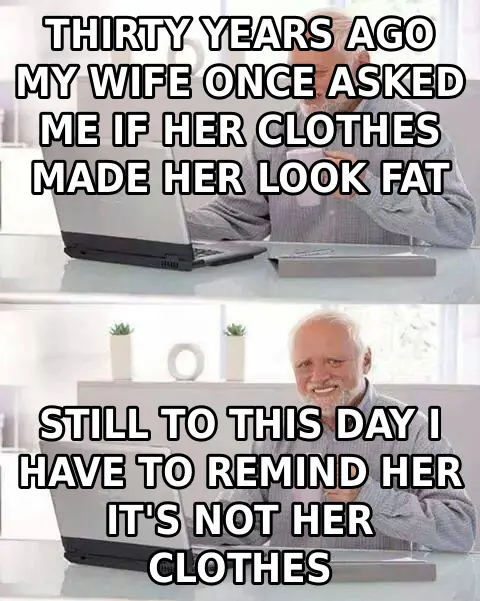 THIRTY YEARS AGO
MY WIFE ONCE ASKED
ME IF HER CLOTHES
MADE HER LOOK FAT
STILL TO THIS DAY I
HAVE TO REMIND HER
IT'S NOT HER
CLOTHES